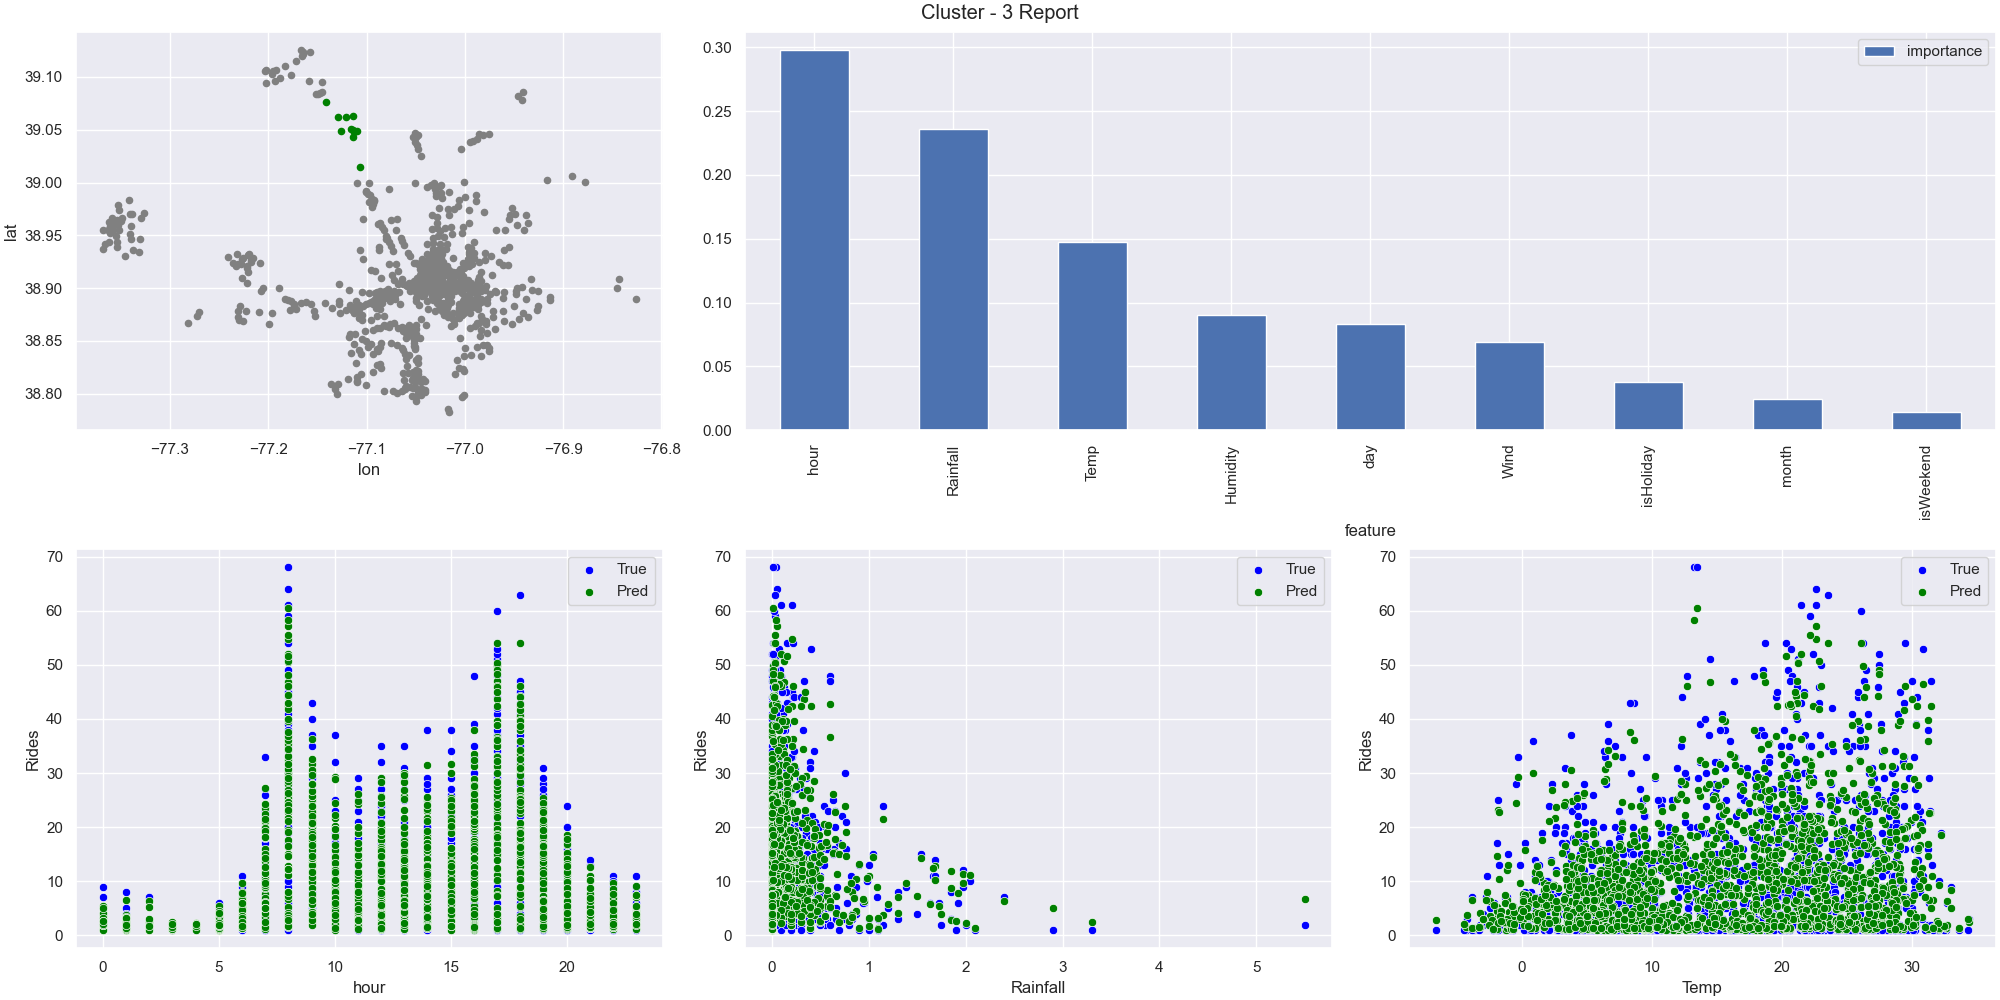 Cluster - 3 Report
39.10
39.05
39.00
38.95
38.90
38.85
38.80
lat
−77.3
−77.2
−77.1
−77.0
−76.9
−76.8
lon
0.30
0.25
0.20
0.15
0.10
0.05
0.00
importance
hour
Rainfall
Temp
Humidity
day
Wind
isHoliday
month
isWeekend
feature
70
60
50
40
30
20
10
0
Rides
True
Pred
0
5
10
15
20
hour
70
60
50
40
30
20
10
0
Rides
True
Pred
0
1
2
3
4
5
Rainfall
70
60
50
40
30
20
10
0
Rides
True
Pred
0
10
20
30
Temp